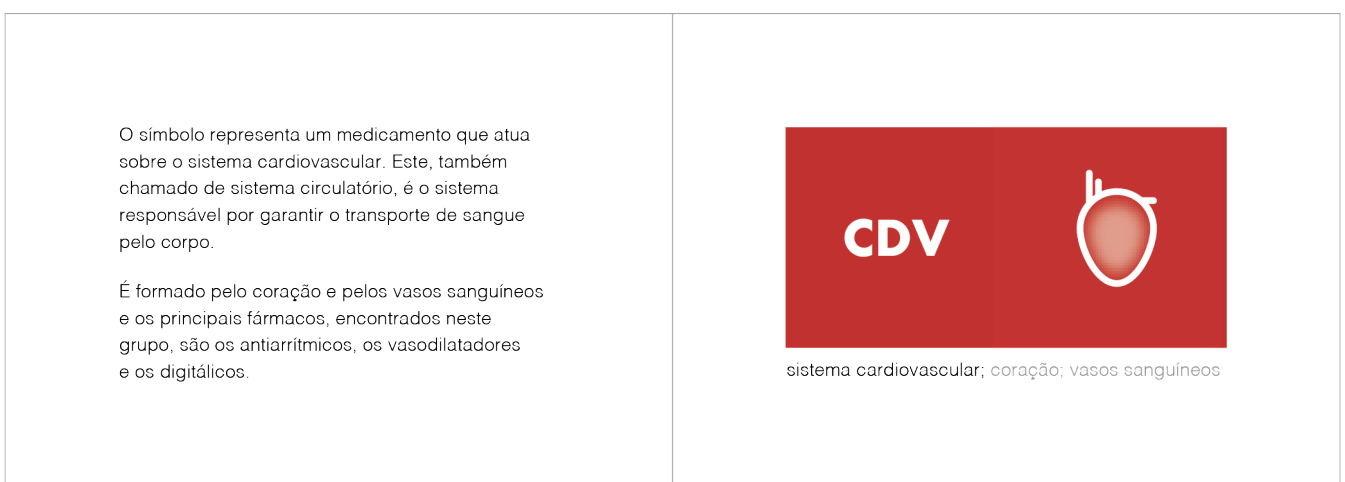 O símbolo representa um medicamento que atua
sobre o sistema cardiovascular. Este, também
chamado de sistema circulatório, é o sistema
responsável por garantir o transporte de sangue
pelo corpo.
É formado pelo coração e pelos vasos sanguíneos
e os principais fármacos, encontrados neste
grupo, são os antiarrítmicos, os vasodilatadores
e os digitálicos.
CDV
sistema cardiovascular; coração; vasos sanguíneos